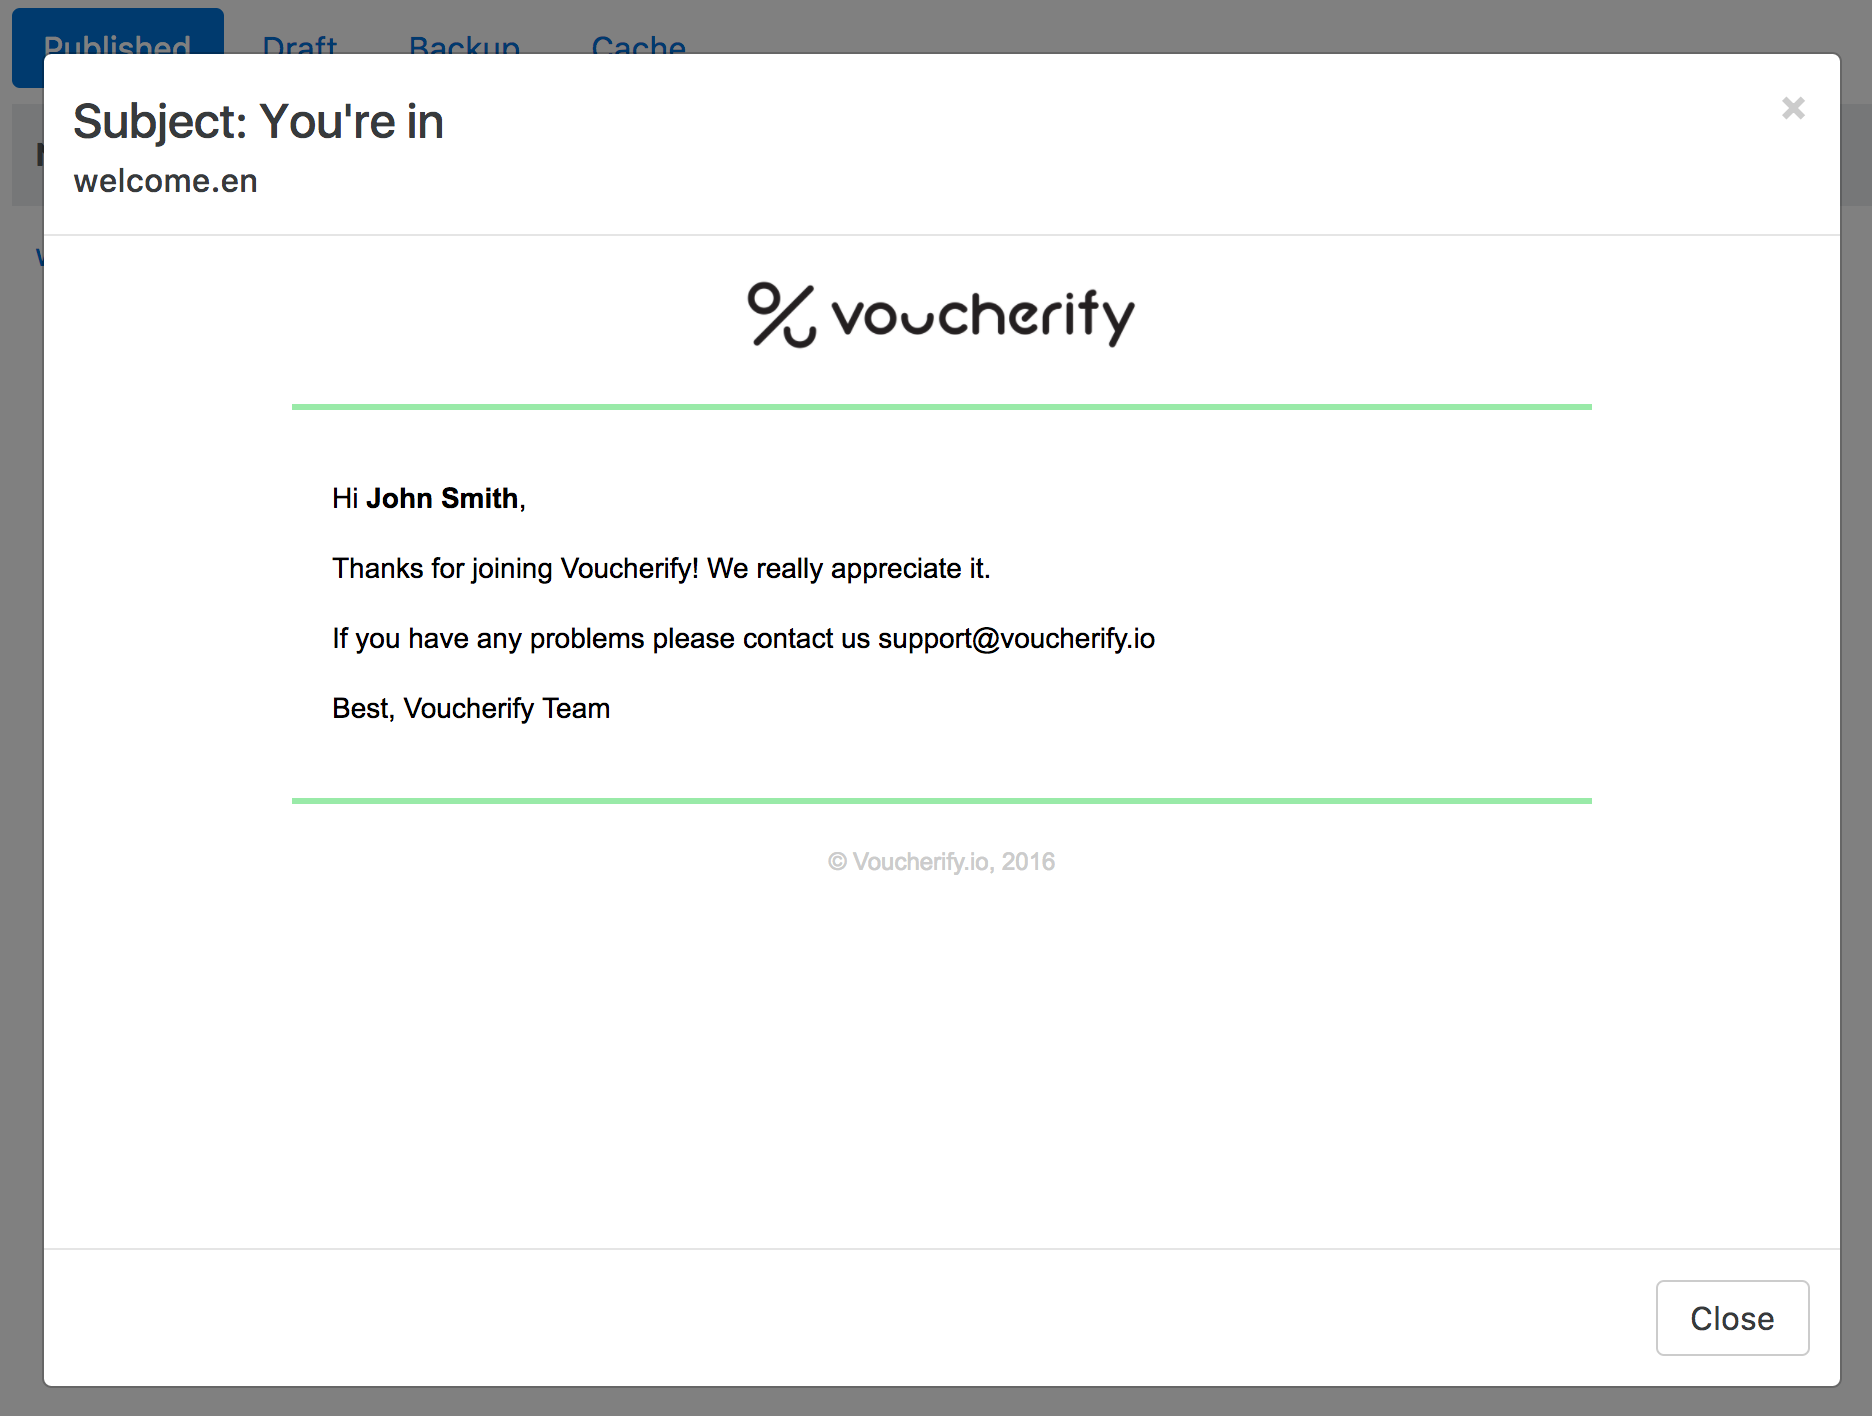 Published Draft Backup Cache
Subject: You're in
×
welcome.en
voucherify
Hi John Smith,
Thanks for joining Voucherify! We really appreciate it.
If you have any problems please contact us support@voucherify.io
Best, Voucherify Team
© Voucherify.io, 2016
Close